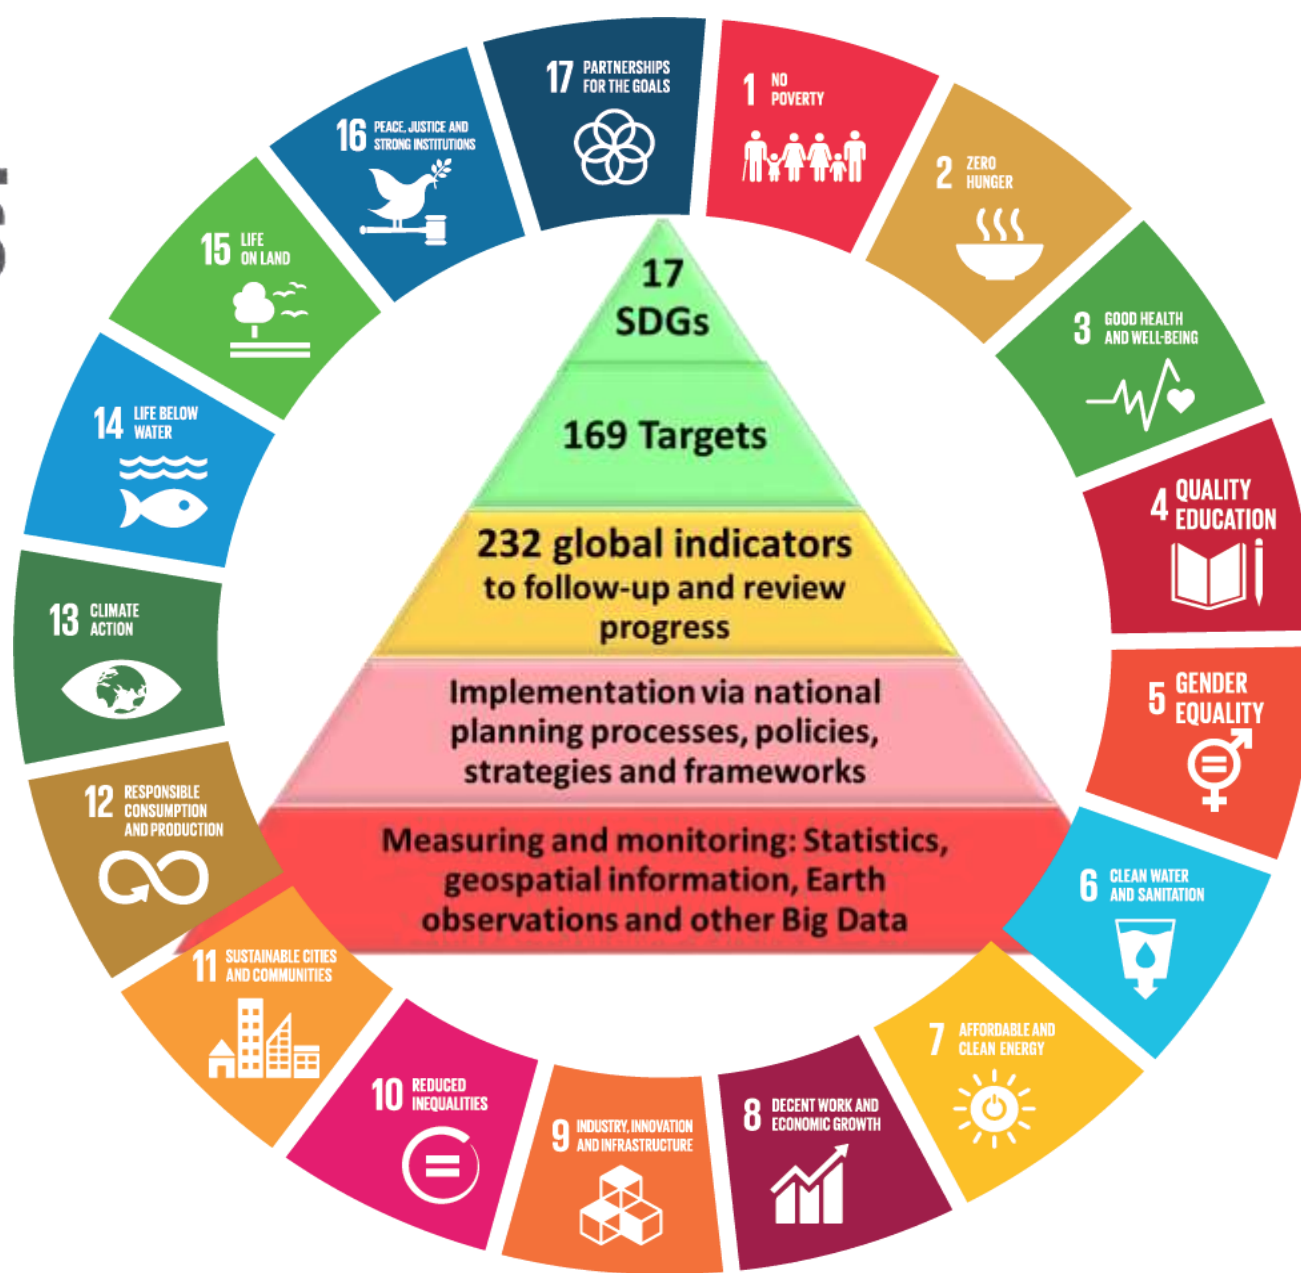 1 NO
POVERTY
2 ZERO
HUNGER
3 GOOD HEALTH
AND WELL-BEING
4 QUALITY
EDUCATION
5 GENDER
EQUALITY
6 CLEAN WATER
AND SANITATION
7 AFFORDABLE AND
CLEAN ENERGY
8 DECENT WORK AND
ECONOMIC GROWTH
9 INDUSTRY, INNOVATION
AND INFRASTRUCTURE
10 REDUCED
INEQUALITIES
11 SUSTAINABLE CITIES
AND COMMUNITIES
12 RESPONSIBLE
CONSUMPTION
AND PRODUCTION
13 CLIMATE
ACTION
14 LIFE BELOW
WATER
15 LIFE
ON LAND
16 PEACE, JUSTICE AND
STRONG INSTITUTIONS
17 PARTNERSHIPS
FOR THE GOALS
17
SDGs
169 Targets
232 global indicators
to follow-up and review
progress
Implementation via national
planning processes, policies,
strategies and frameworks
Measuring and monitoring: Statistics,
geospatial information, Earth
observations and other Big Data